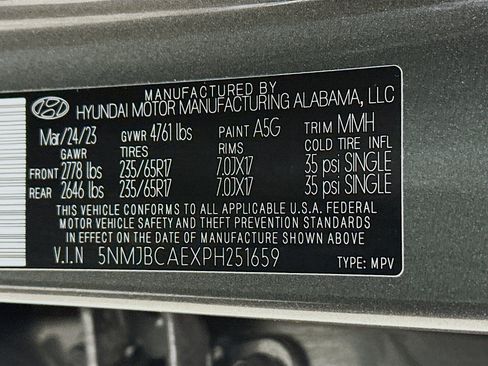 MANUFACTURED BY
HYUNDAI MOTOR MANUFACTURING ALABAMA, LLC
Mar/24/23 GVWR 4761 lbs PAINT A5G TRIM MMH
GAWR TIRES RIMS COLD TIRE INFL
FRONT 2778 lbs 235/65R17 7.0JX17 35 psi SINGLE
REAR 2646 lbs 235/65R17 7.0JX17 35 psi SINGLE
THIS VEHICLE CONFORMS TO ALL APPLICABLE U.S.A. FEDERAL
MOTOR VEHICLE SAFETY AND THEFT PREVENTION STANDARDS
IN EFFECT ON THE DATE OF MANUFACTURE SHOWN ABOVE
V.I.N 5NMJBCAEXPH251659 TYPE: MPV